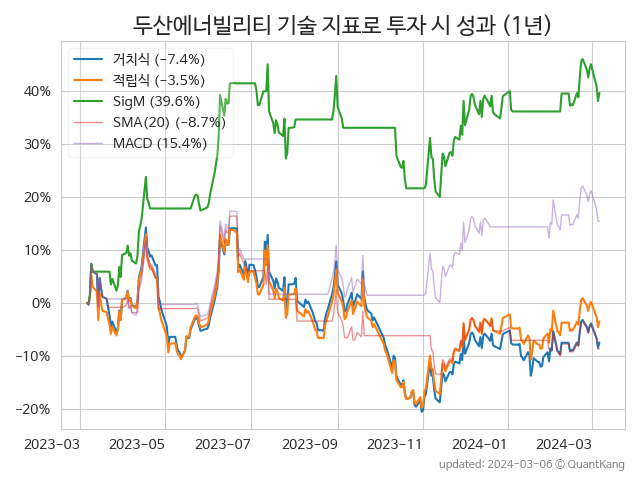 두산에너빌리티 기술 지표로 투자 시 성과 (1년)
거치식 (−7.4%)
적립식 (−3.5%)
SigM (39.6%)
SMA(20) (−8.7%)
MACD (15.4%)
40%
30%
20%
10%
0%
−10%
−20%
2023−03 2023−05 2023−07 2023−09 2023−11 2024−01 2024−03
updated: 2024−03−06 ⓒ QuantKang